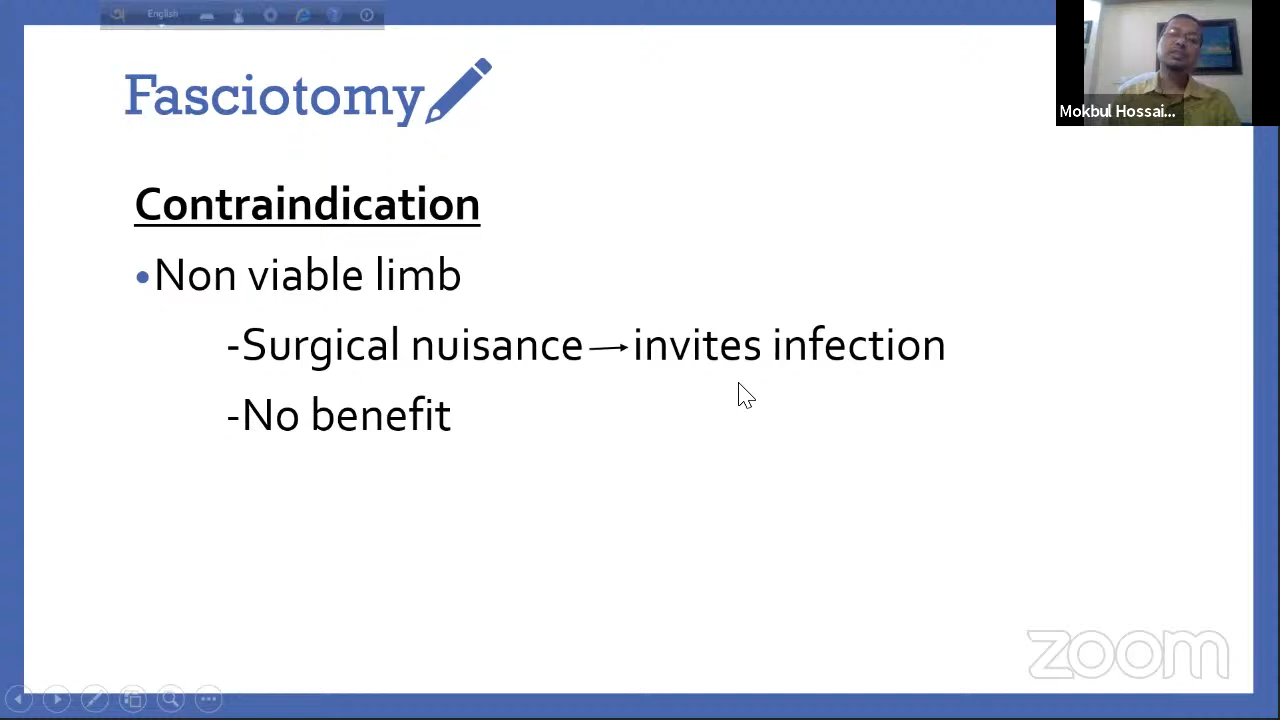 English
Fasciotomy
Mokbul Hossai...
Contraindication
•Non viable limb
-Surgical nuisance→invites infection
-No benefit
zoom